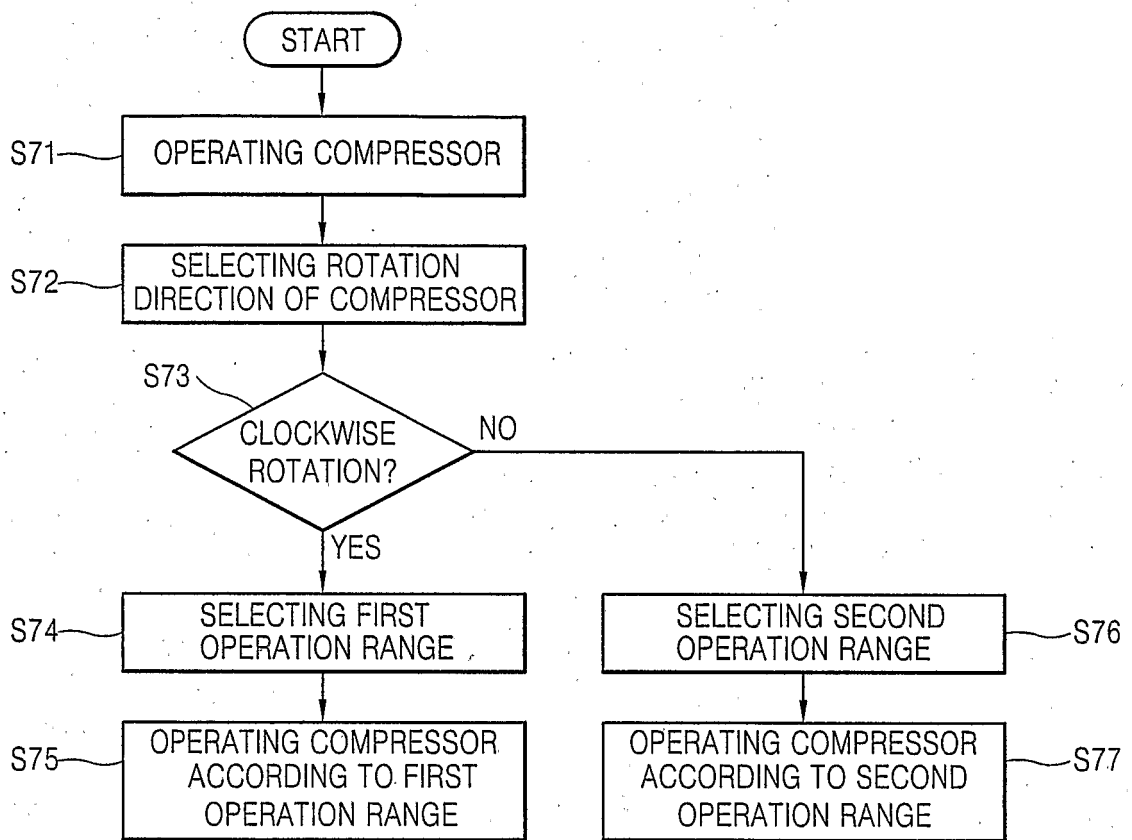 START
S71
OPERATING COMPRESSOR
S72
SELECTING ROTATION
DIRECTION OF COMPRESSOR
S73
CLOCKWISE
ROTATION?
NO
YES
S74
SELECTING FIRST
OPERATION RANGE
SELECTING SECOND
OPERATION RANGE
S76
S75
OPERATING COMPRESSOR
ACCORDING TO FIRST
OPERATION RANGE
OPERATING COMPRESSOR
ACCORDING TO SECOND
OPERATION RANGE
S77